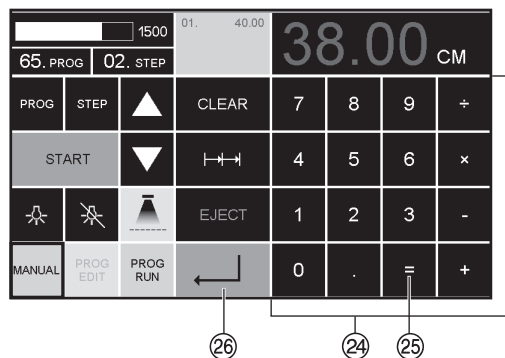 1500
01. 40.00
38.00 CM
65. PROG 02. STEP
PROG STEP CLEAR 7 8 9 ÷
START 4 5 6 ×
EJECT 1 2 3 -
MANUAL PROG EDIT PROG RUN 0 . = +
26 24 25